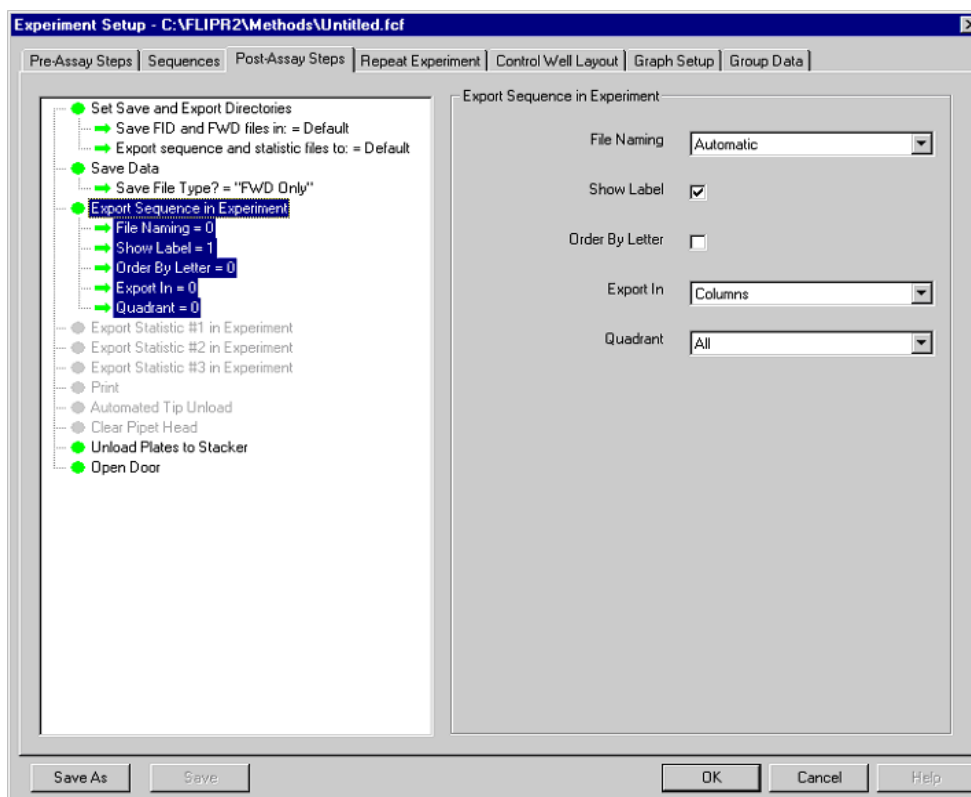 Experiment Setup - C:\FLIPR2\Methods\Untitled.fcf
Pre-Assay Steps Sequences Post-Assay Steps Repeat Experiment Control Well Layout Graph Setup Group Data
Set Save and Export Directories
Save FID and FWD files in: = Default
Export sequence and statistic files to: = Default
Save Data
Save File Type? = "FWD Only"
Export Sequence in Experiment
File Naming = 0
Show Label = 1
Order By Letter = 0
Export In = 0
Quadrant = 0
Export Statistic #1 in Experiment
Export Statistic #2 in Experiment
Export Statistic #3 in Experiment
Print
Automated Tip Unload
Clear Pipet Head
Unload Plates to Stacker
Open Door
Export Sequence in Experiment
File Naming Automatic
Show Label
Order By Letter
Export In Columns
Quadrant All
Save As Save OK Cancel Help